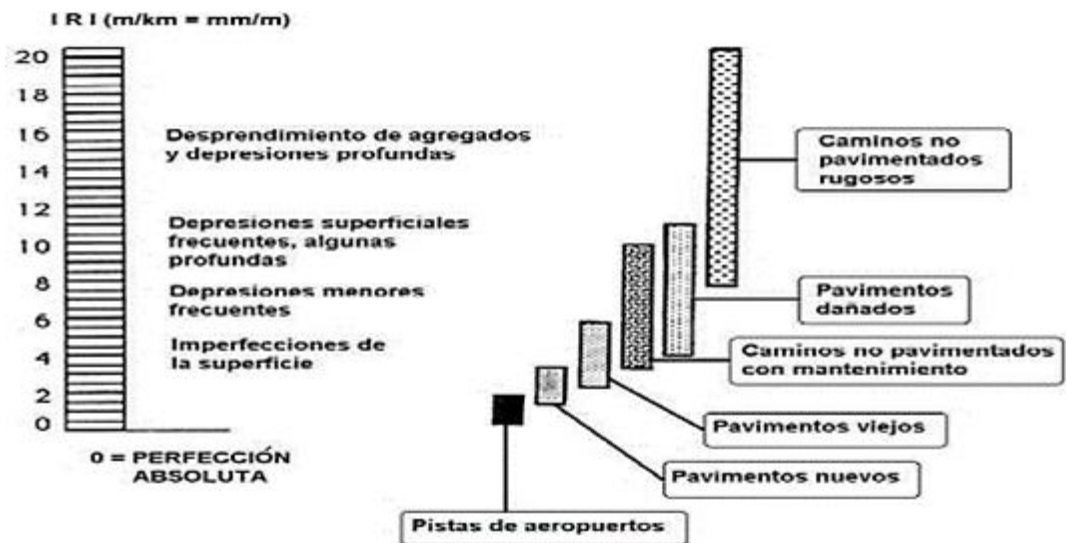 I R I (m/km = mm/m)
20
18
16
14
12
10
8
6
4
2
0
Desprendimiento de agregados
y depresiones profundas
Depresiones superficiales
frecuentes, algunas
profundas
Depresiones menores
frecuentes
Imperfecciones de
la superficie
0 = PERFECCIÓN
ABSOLUTA
Caminos no
pavimentados
rugosos
Pavimentos
dañados
Caminos no pavimentados
con mantenimiento
Pavimentos viejos
Pavimentos nuevos
Pistas de aeropuertos